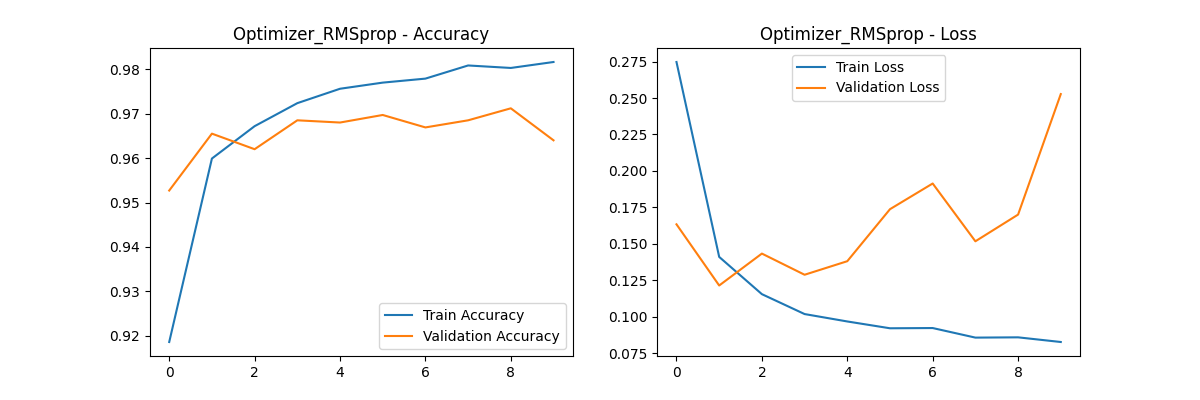 Optimizer_RMSprop - Accuracy
0.98
0.97
0.96
0.95
0.94
0.93
0.92
Train Accuracy
Validation Accuracy
0 2 4 6 8
Optimizer_RMSprop - Loss
0.275
0.250
0.225
0.200
0.175
0.150
0.125
0.100
0.075
Train Loss
Validation Loss
0 2 4 6 8